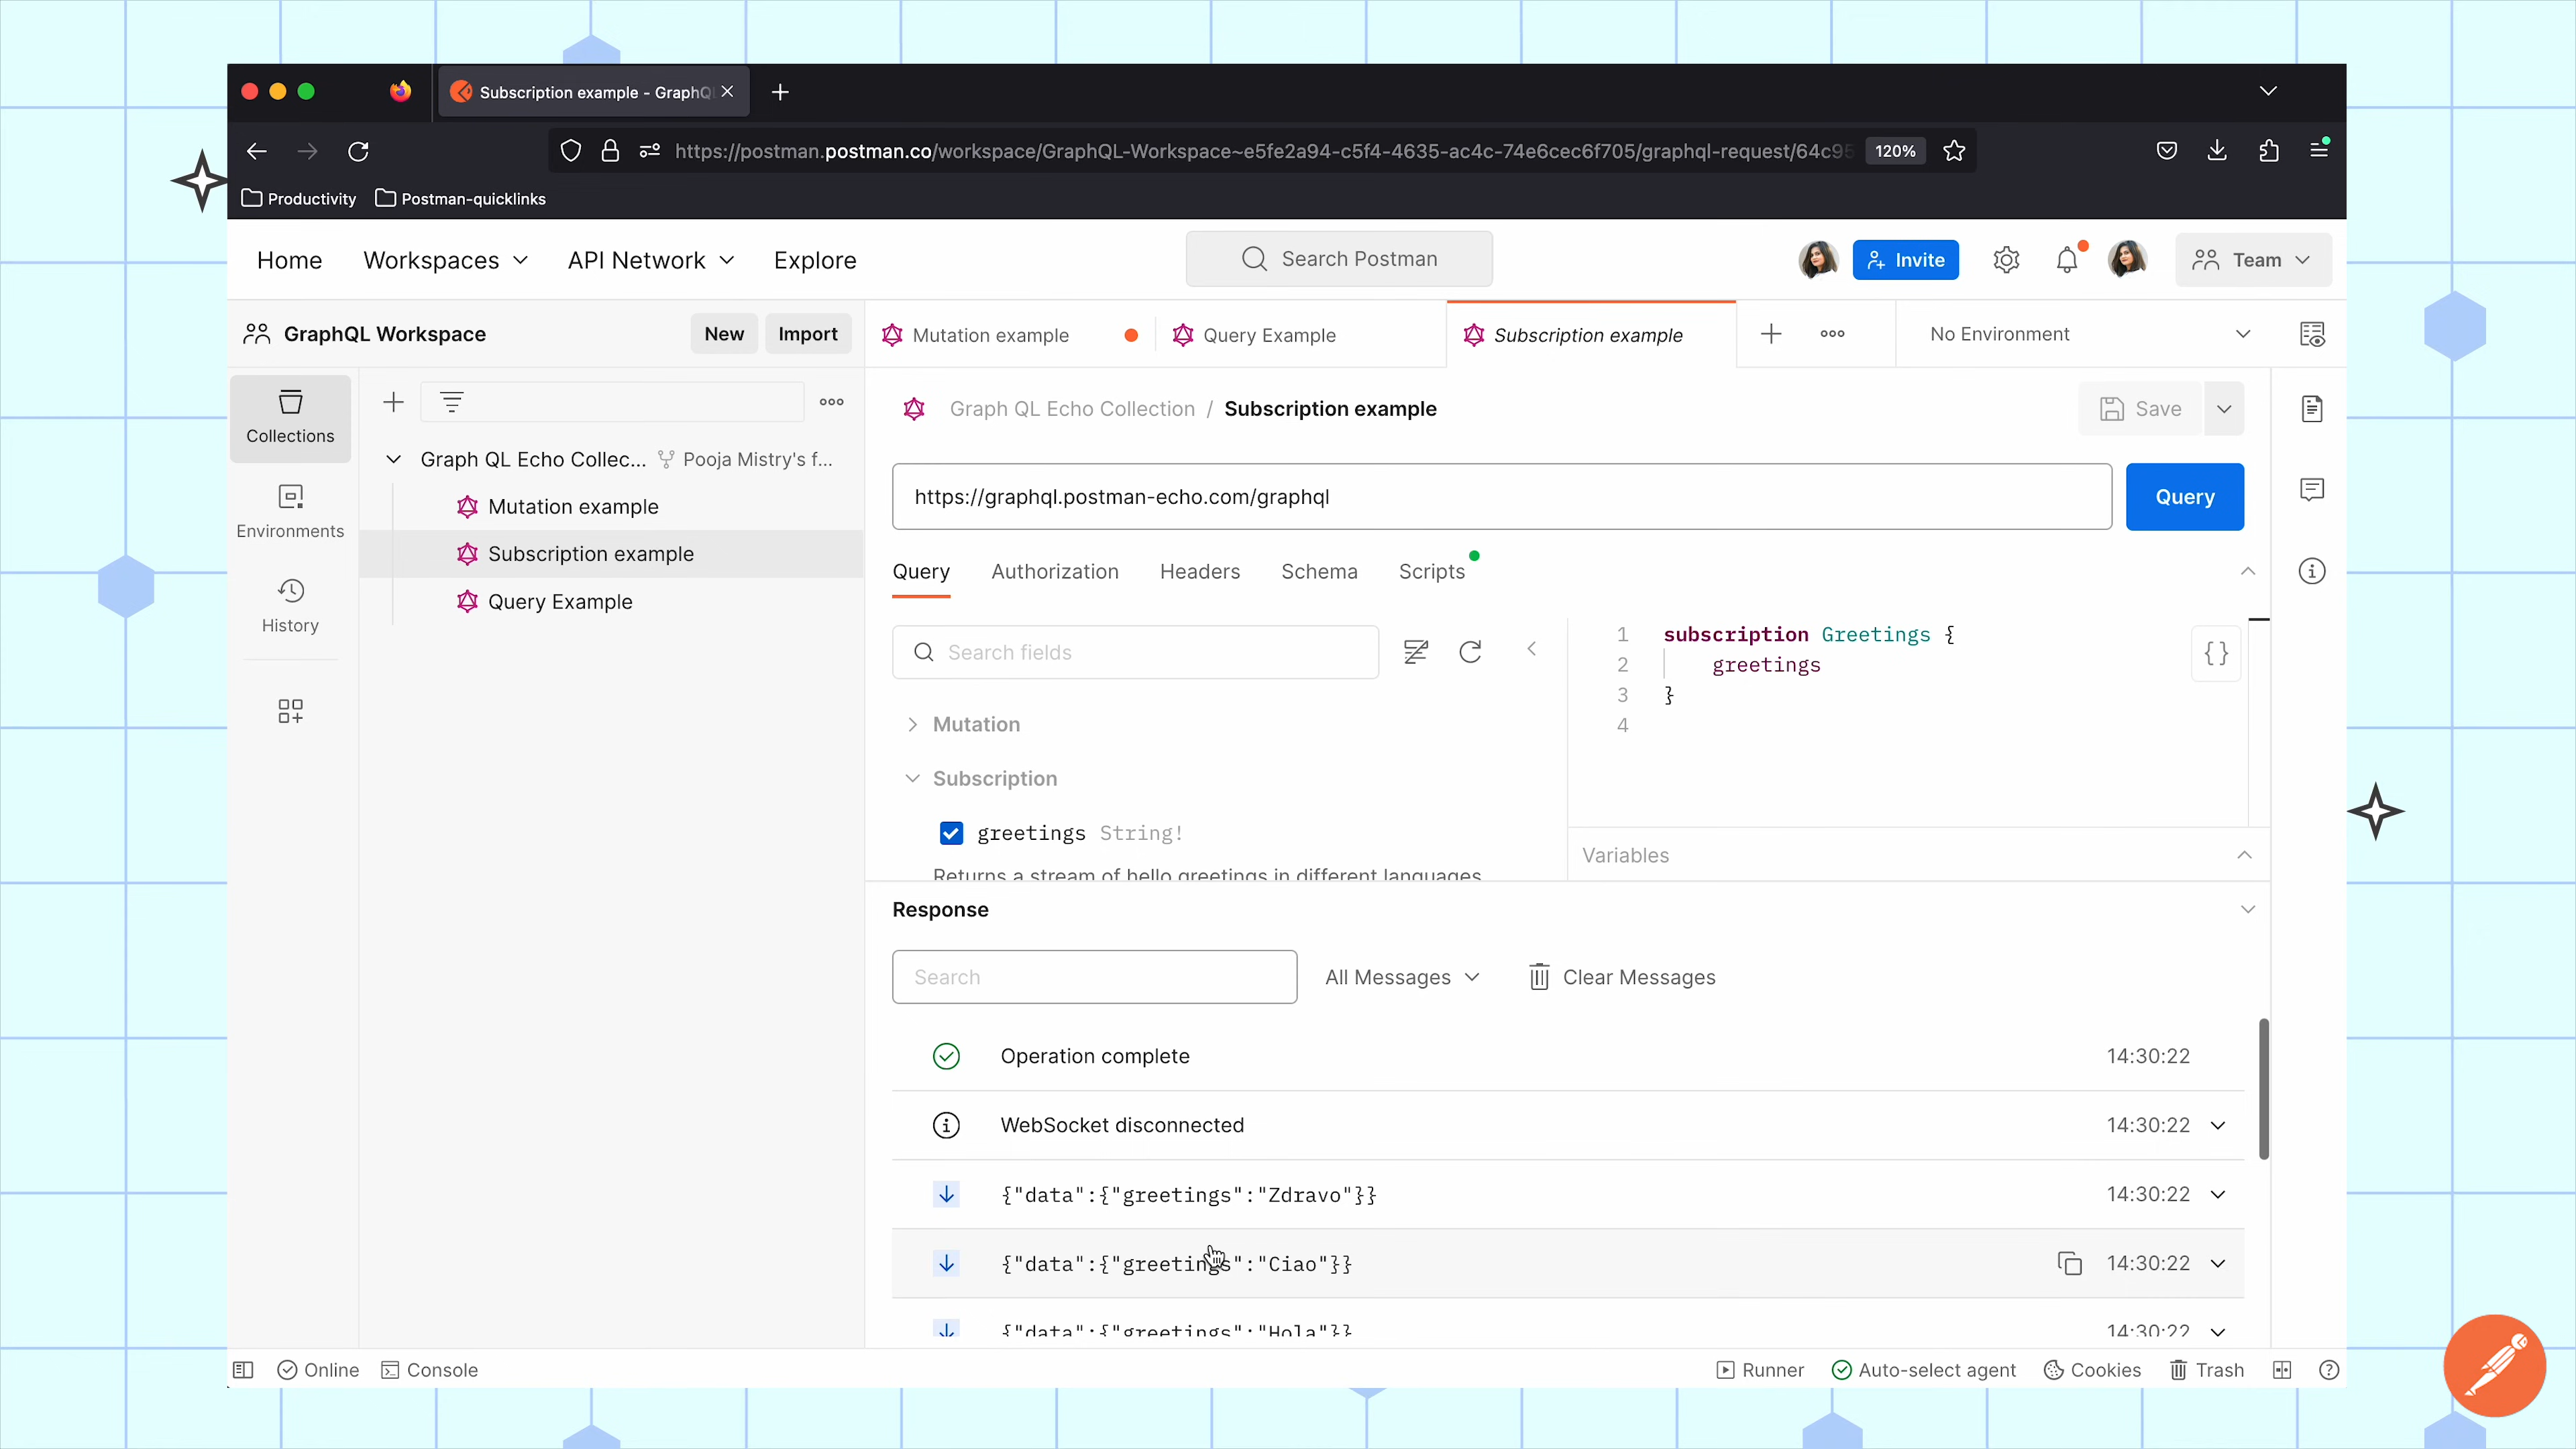 Subscription example - GraphQ
https://postman.postman.co/workspace/GraphQL-Workspace~e5fe2a94-c5f4-4635-ac4c-74e6cec6f705/graphql-request/64c95
120%
Productivity
Postman-quicklinks
Home
Workspaces
API Network
Explore
Search Postman
Invite
Team
GraphQL Workspace
New
Import
Mutation example
Query Example
Subscription example
No Environment
Collections
Environments
History
Graph QL Echo Collec...
Pooja Mistry's f...
Mutation example
Subscription example
Query Example
Graph QL Echo Collection / Subscription example
Save
https://graphql.postman-echo.com/graphql
Query
Query
Authorization
Headers
Schema
Scripts
Search fields
Mutation
Subscription
greetings String!
Returns a stream of hello greetings in different languages
1 subscription Greetings {
2 greetings
3 }
4
{}
Variables
Response
Search
All Messages
Clear Messages
Operation complete 14:30:22
WebSocket disconnected 14:30:22
{"data":{"greetings":"Zdravo"}} 14:30:22
{"data":{"greetings":"Ciao"}} 14:30:22
{"data":{"greetings":"Hola"}} 14:30:22
Online
Console
Runner
Auto-select agent
Cookies
Trash